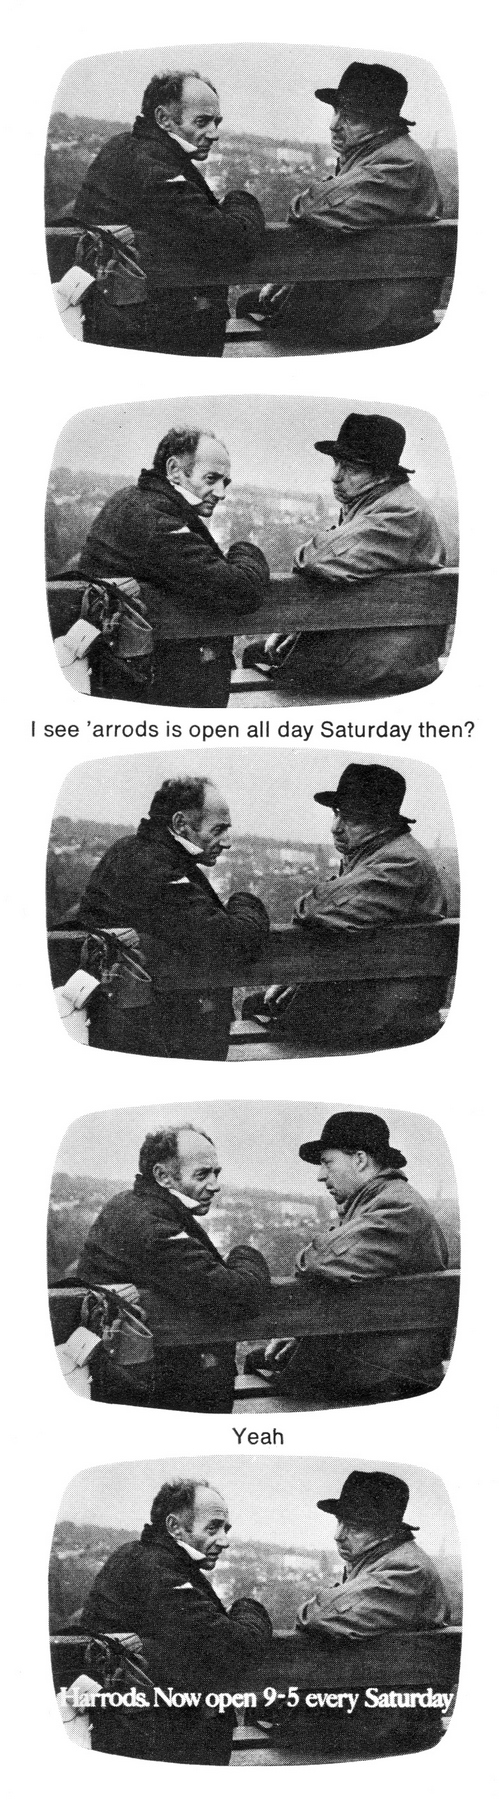 I see ’arrods is open all day Saturday then?
Yeah
Harrods. Now open 9-5 every Saturday